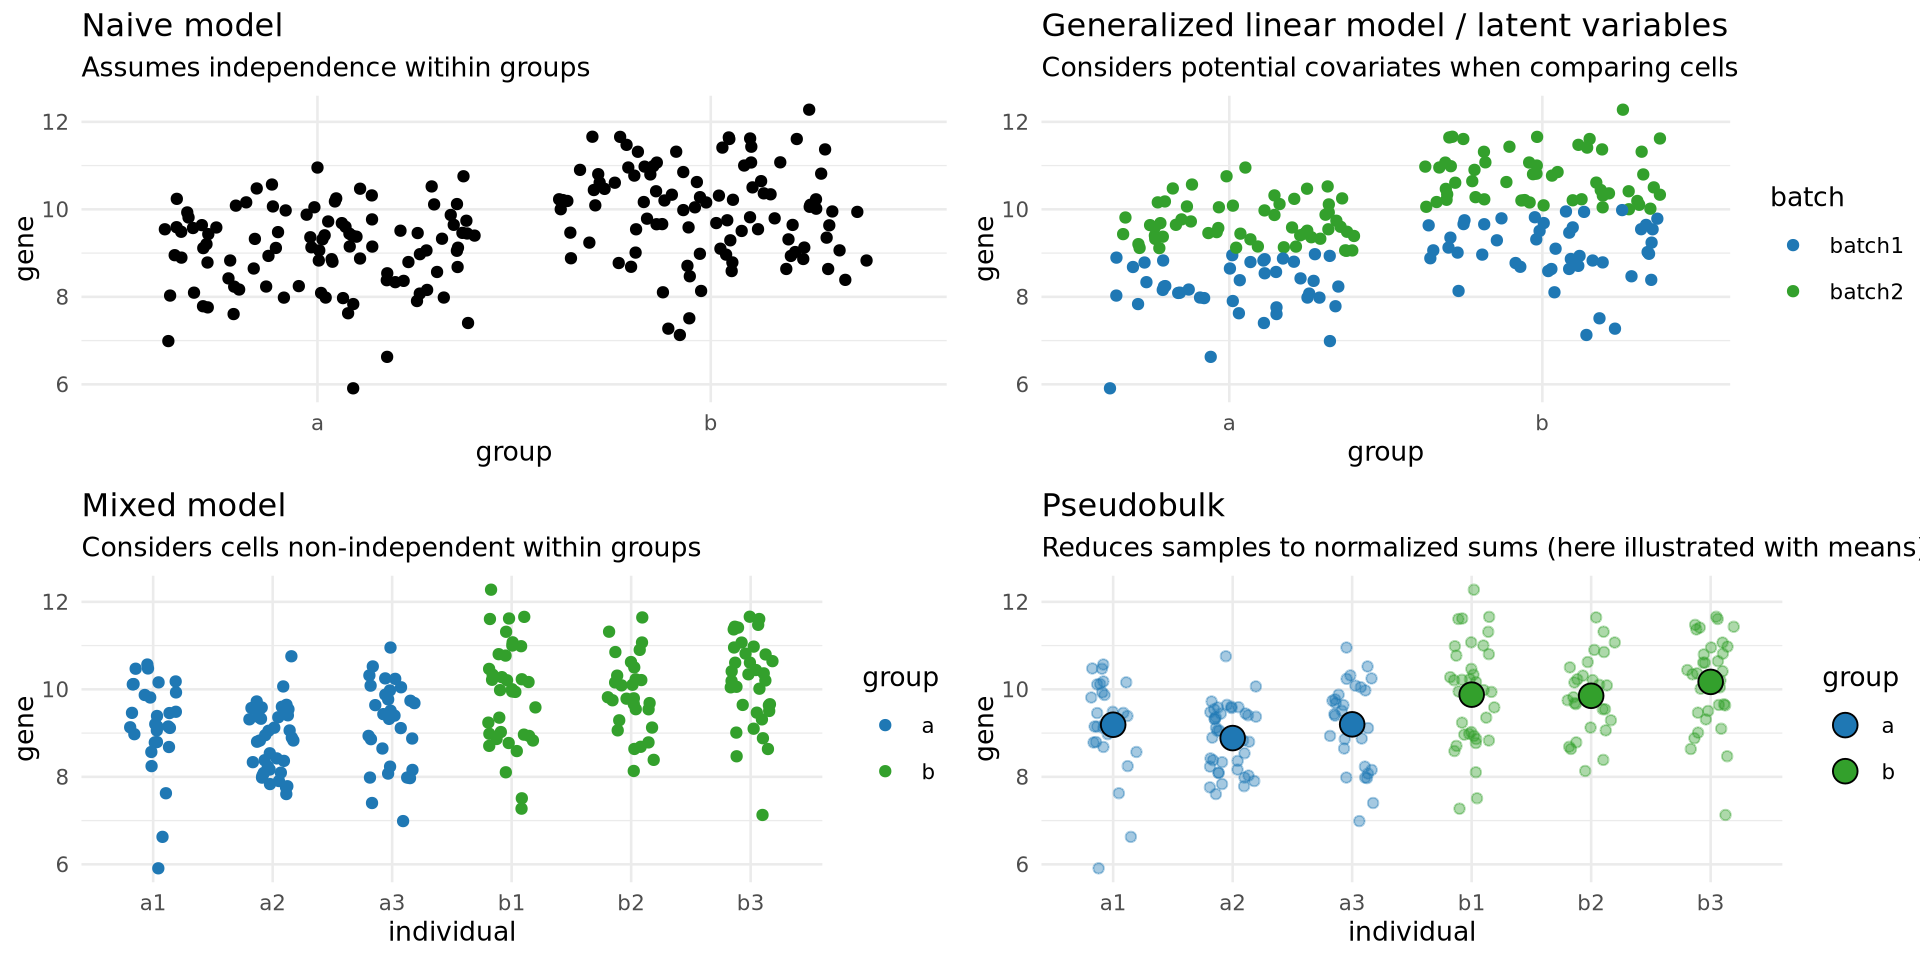 Naive model
Assumes independence witihin groups
12
10
8
6
gene
a
b
group
Generalized linear model / latent variables
Considers potential covariates when comparing cells
12
10
8
6
gene
a
b
group
batch
batch1
batch2
Mixed model
Considers cells non-independent within groups
12
10
8
6
gene
a1
a2
a3
b1
b2
b3
individual
group
a
b
Pseudobulk
Reduces samples to normalized sums (here illustrated with means)
12
10
8
6
gene
a1
a2
a3
b1
b2
b3
individual
group
a
b